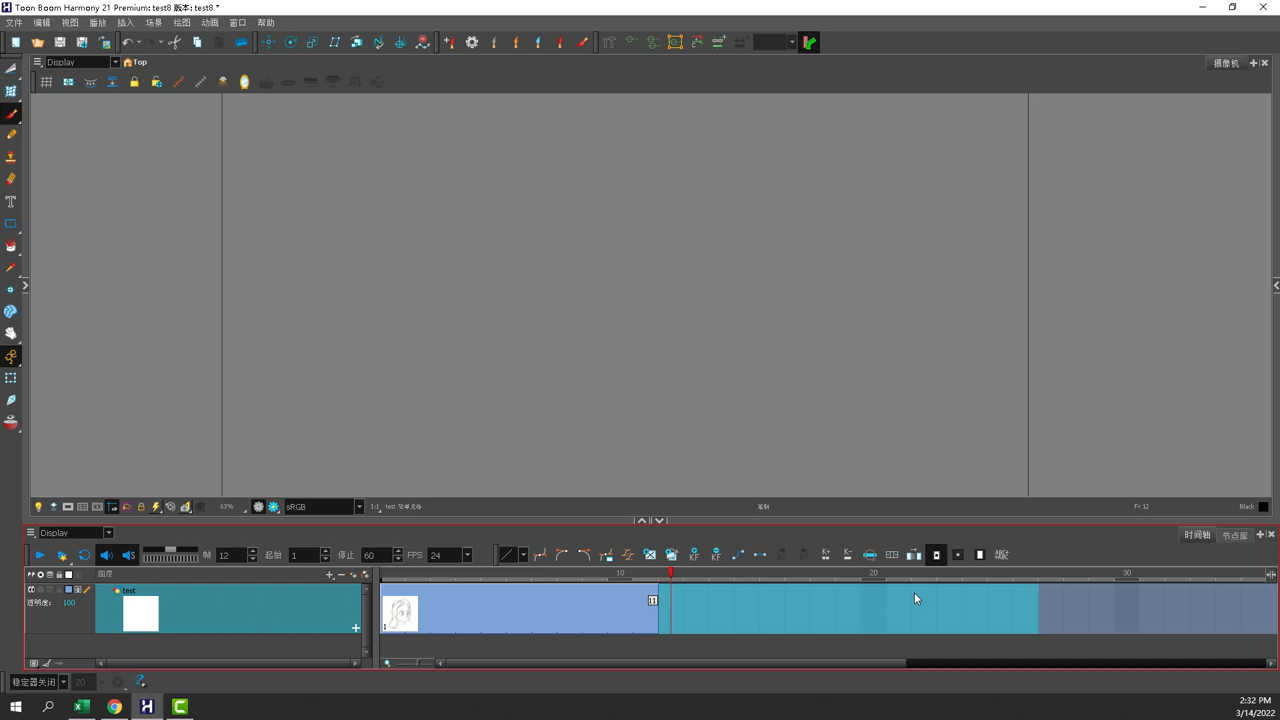 Toon Boom Harmony 21 Premium: test8 版本: test8 *
文件 编辑 视图 播放 插入 场景 绘图 动画 窗口 帮助
Display Top 摄像机
63% sRGB 1:1 Fr 12 Black
Display 时间轴 节点库
帧 12 起始 1 停止 60 FPS 24
图层 10 20 30
test
透明度: 100
1
11
稳定器关闭 20
2:32 PM
3/14/2022